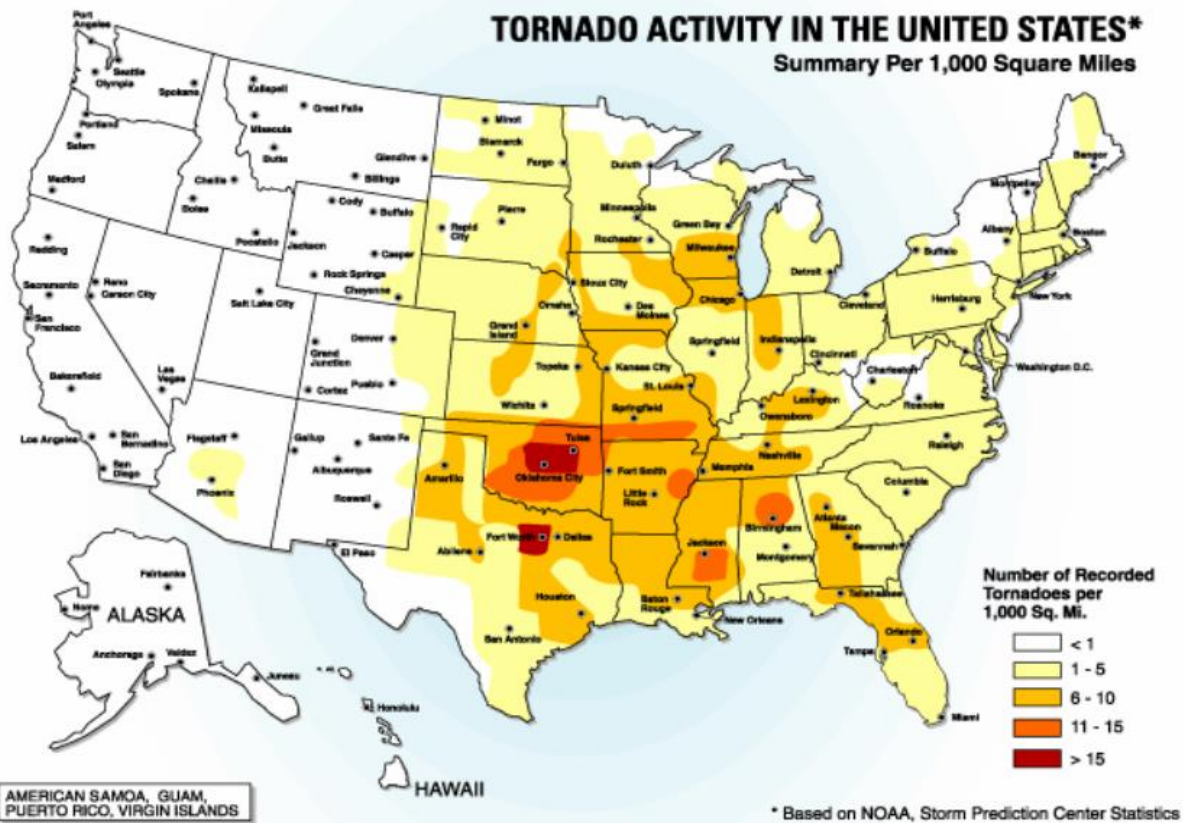 TORNADO ACTIVITY IN THE UNITED STATES*
Summary Per 1,000 Square Miles
Port
Angeles
Seattle
Olympia
Spokane
Kalispell
Great Falls
Missoula
Butte
Glendive
Billings
Portland
Salem
Medford
Challis
Boise
Pocatello
Cody
Buffalo
Jackson
Casper
Rock Springs
Cheyenne
Minot
Bismarck
Fargo
Pierre
Rapid
City
Duluth
Minneapolis
Rochester
Green Bay
Milwaukee
Chicago
Detroit
Bangor
Montpelier
Albany
Buffalo
Boston
New York
Cleveland
Harrisburg
Washington D.C.
Redding
Sacramento
San
Francisco
Reno
Carson City
Salt Lake City
Bakersfield
Las
Vegas
Los Angeles
San
Bernadino
San
Diego
Denver
Grand
Junction
Pueblo
Cortez
Sioux City
Omaha
Des
Moines
Grand
Island
Topeka
Kansas City
Wichita
St. Louis
Springfield
Springfield
Indianapolis
Cincinnati
Charleston
Roanoke
Lexington
Owensboro
Nashville
Raleigh
Columbia
Flagstaff
Phoenix
Gallup
Santa Fe
Albuquerque
Roswell
El Paso
Amarillo
Tulsa
Oklahoma City
Fort Smith
Little
Rock
Memphis
Fort Worth
Dallas
Abilene
Houston
San Antonio
Jackson
Birmingham
Montgomery
Atlanta
Macon
Savannah
Baton
Rouge
New Orleans
Tallahassee
Orlando
Tampa
Miami
Fairbanks
Nome
ALASKA
Anchorage
Valdez
Juneau
Honolulu
HAWAII
Number of Recorded
Tornadoes per
1,000 Sq. Mi.
< 1
1 - 5
6 - 10
11 - 15
> 15
AMERICAN SAMOA, GUAM,
PUERTO RICO, VIRGIN ISLANDS
* Based on NOAA, Storm Prediction Center Statistics